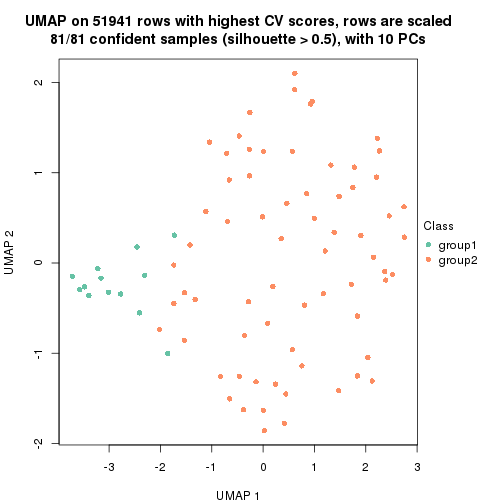 UMAP on 51941 rows with highest CV scores, rows are scaled
81/81 confident samples (silhouette > 0.5), with 10 PCs
2
1
0
-1
-2
UMAP 2
-3
-2
-1
0
1
2
3
UMAP 1
Class
group1
group2